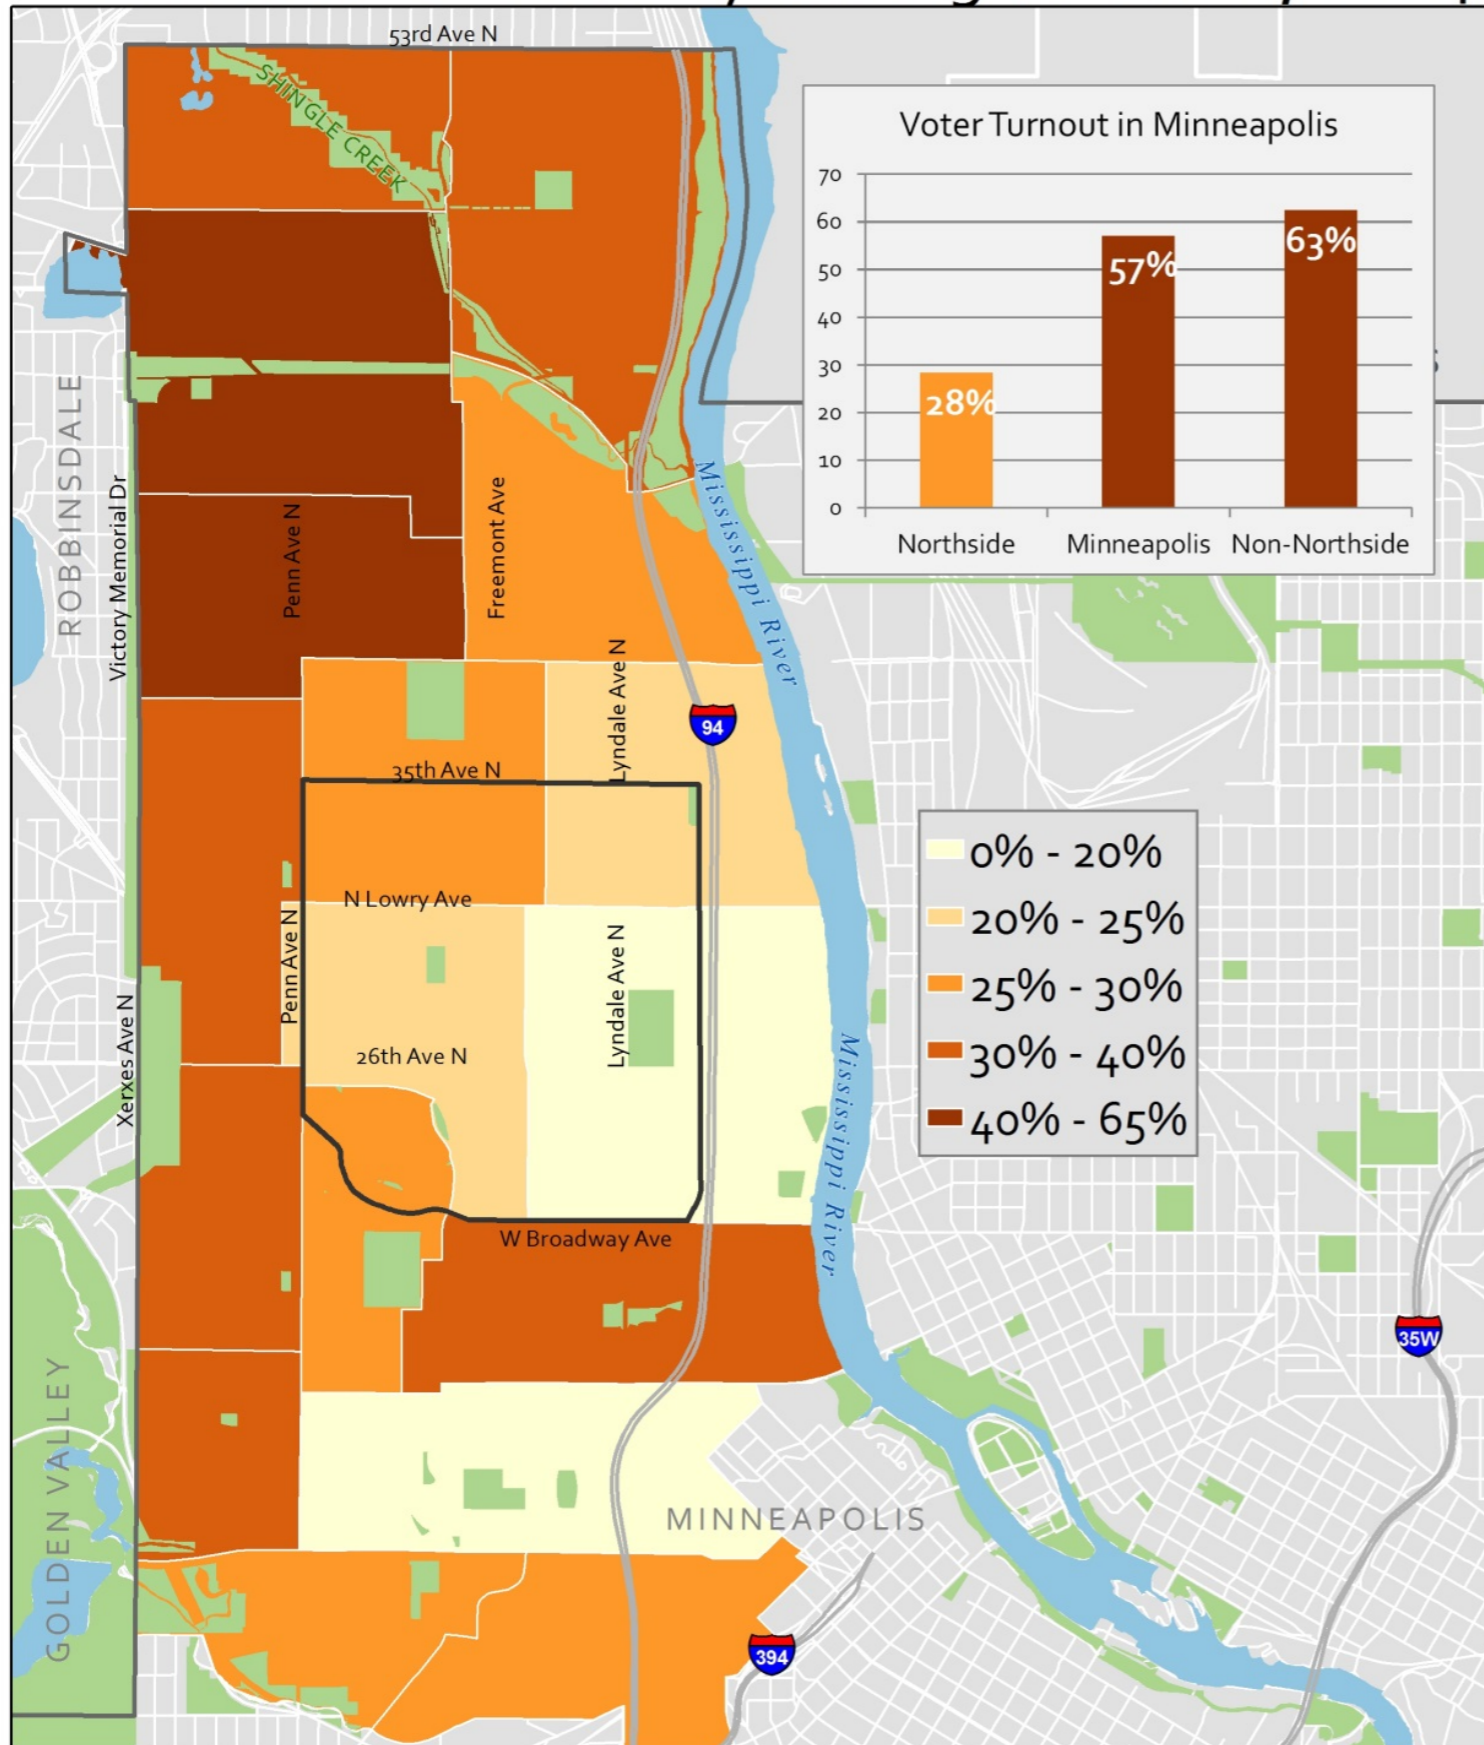 53rd Ave N
SHINGLE CREEK
Voter Turnout in Minneapolis
70
60
50
40
30
20
10
0
28%
57%
63%
Northside
Minneapolis
Non-Northside
ROBBINSDALE
Victory Memorial Dr
Penn Ave N
Freemont Ave
Mississippi River
Lyndale Ave N
94
35th Ave N
N Lowry Ave
Penn Ave N
Lyndale Ave N
26th Ave N
Xerxes Ave N
Mississippi River
W Broadway Ave
0% - 20%
20% - 25%
25% - 30%
30% - 40%
40% - 65%
35W
GOLDEN VALLEY
MINNEAPOLIS
394